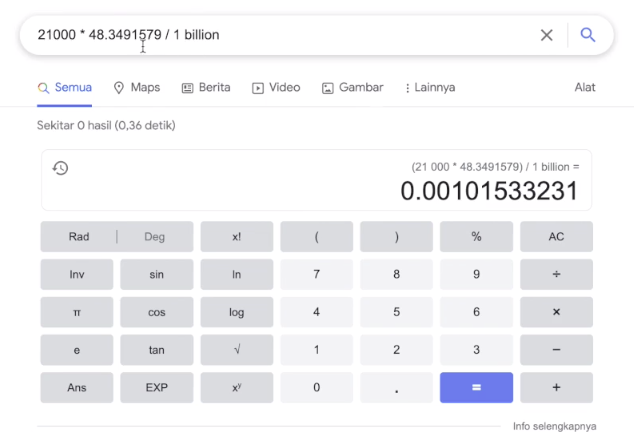 21000 * 48.3491579 / 1 billion
Semua Maps Berita Video Gambar Lainnya Alat
Sekitar 0 hasil (0,36 detik)
(21 000 * 48.3491579) / 1 billion =
0.00101533231
Rad | Deg x! ( ) % AC
Inv sin ln 7 8 9 ÷
π cos log 4 5 6 ×
e tan √ 1 2 3 −
Ans EXP xʸ 0 . = +
Info selengkapnya